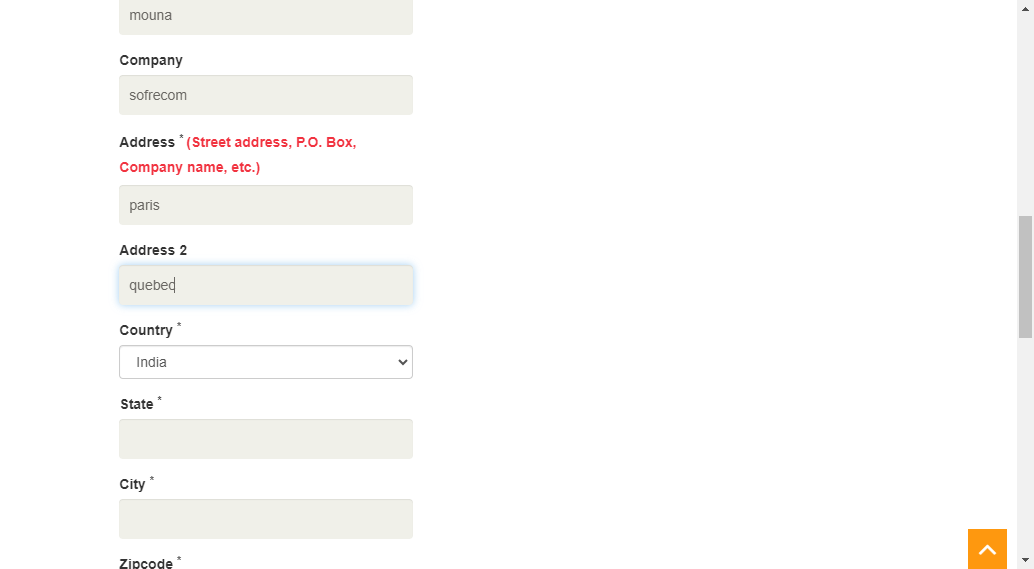 mouna
Company
sofrecom
Address * (Street address, P.O. Box,
Company name, etc.)
paris
Address 2
quebec
Country *
India
State *
City *
Zipcode *